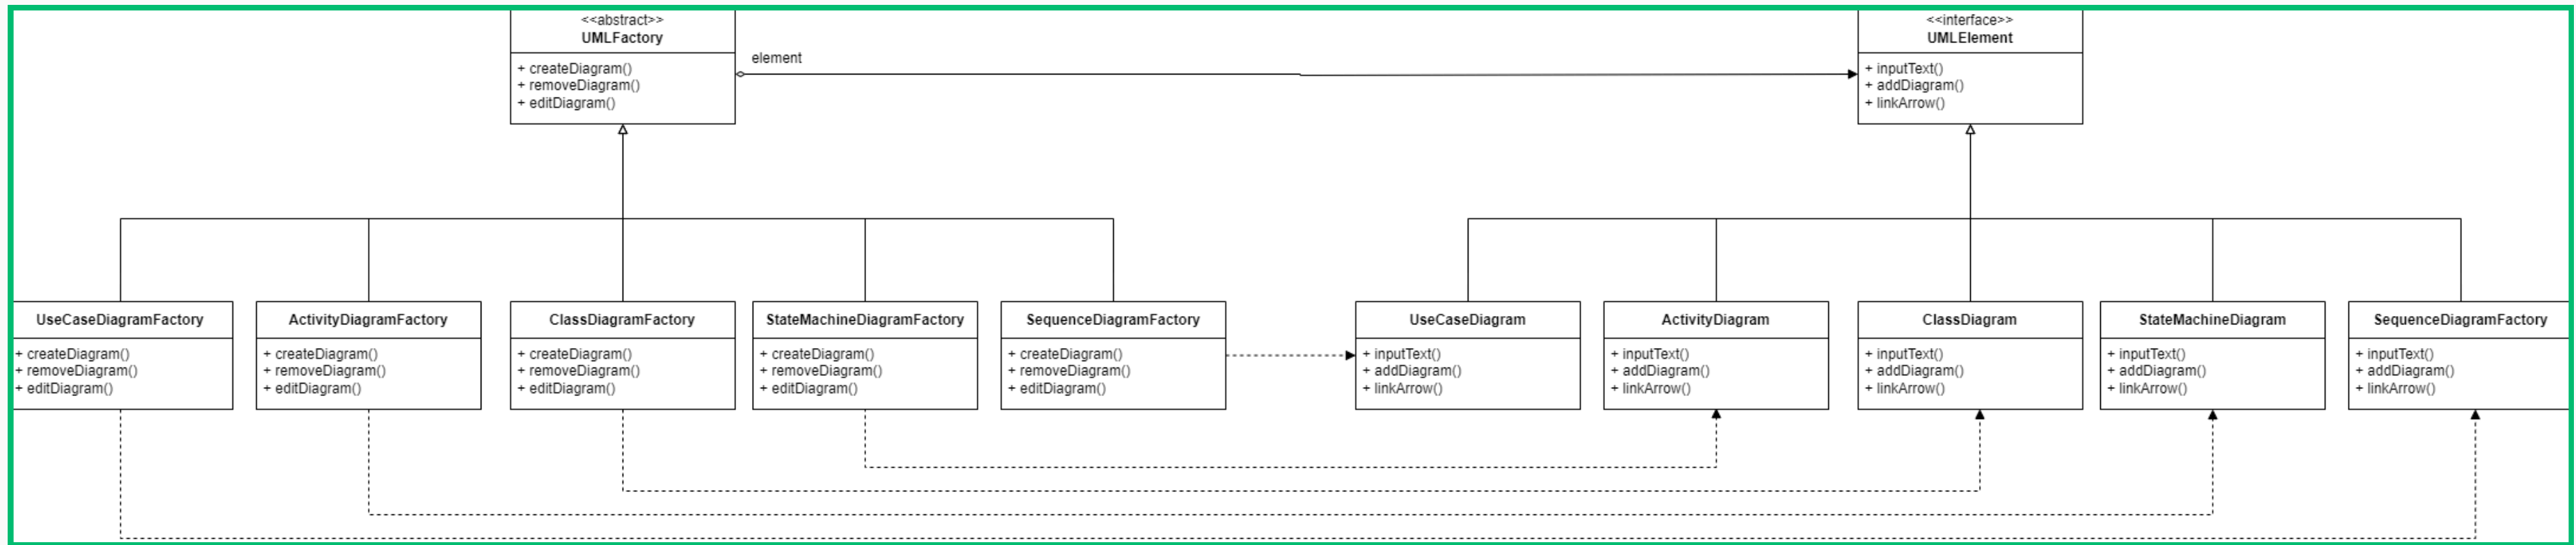 <<abstract>>
UMLFactory
+ createDiagram()
+ removeDiagram()
+ editDiagram()
element
<<interface>>
UMLElement
+ inputText()
+ addDiagram()
+ linkArrow()
UseCaseDiagramFactory
+ createDiagram()
+ removeDiagram()
+ editDiagram()
ActivityDiagramFactory
+ createDiagram()
+ removeDiagram()
+ editDiagram()
ClassDiagramFactory
+ createDiagram()
+ removeDiagram()
+ editDiagram()
StateMachineDiagramFactory
+ createDiagram()
+ removeDiagram()
+ editDiagram()
SequenceDiagramFactory
+ createDiagram()
+ removeDiagram()
+ editDiagram()
UseCaseDiagram
+ inputText()
+ addDiagram()
+ linkArrow()
ActivityDiagram
+ inputText()
+ addDiagram()
+ linkArrow()
ClassDiagram
+ inputText()
+ addDiagram()
+ linkArrow()
StateMachineDiagram
+ inputText()
+ addDiagram()
+ linkArrow()
SequenceDiagramFactory
+ inputText()
+ addDiagram()
+ linkArrow()